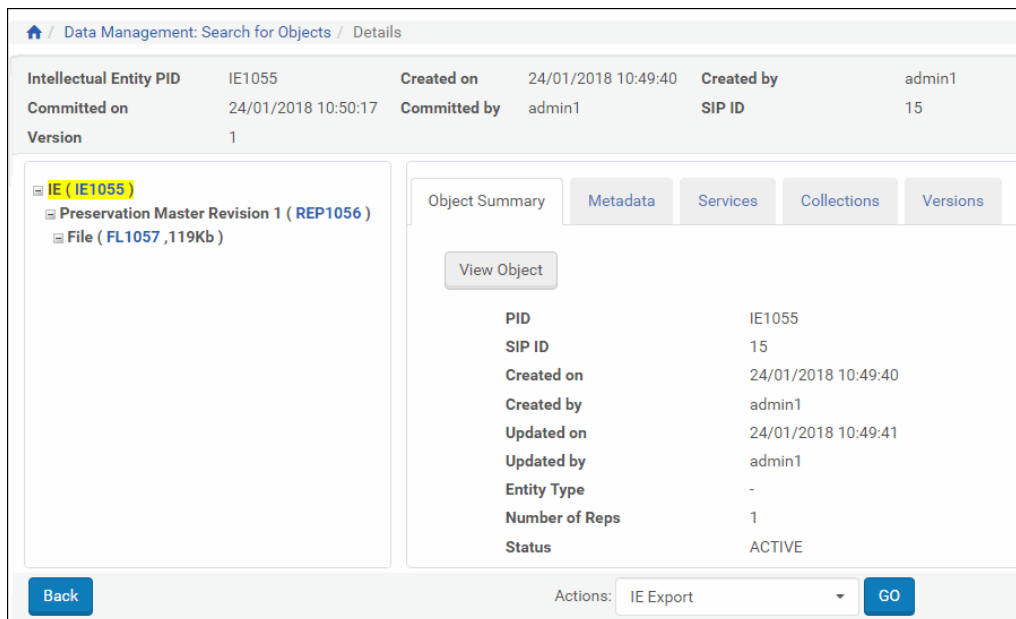 / Data Management: Search for Objects / Details
Intellectual Entity PID IE1055 Created on 24/01/2018 10:49:40 Created by admin1
Committed on 24/01/2018 10:50:17 Committed by admin1 SIP ID 15
Version 1
IE ( IE1055 )
Preservation Master Revision 1 ( REP1056 )
File ( FL1057 ,119Kb )
Object Summary Metadata Services Collections Versions
View Object
PID IE1055
SIP ID 15
Created on 24/01/2018 10:49:40
Created by admin1
Updated on 24/01/2018 10:49:41
Updated by admin1
Entity Type -
Number of Reps 1
Status ACTIVE
Back Actions: IE Export GO